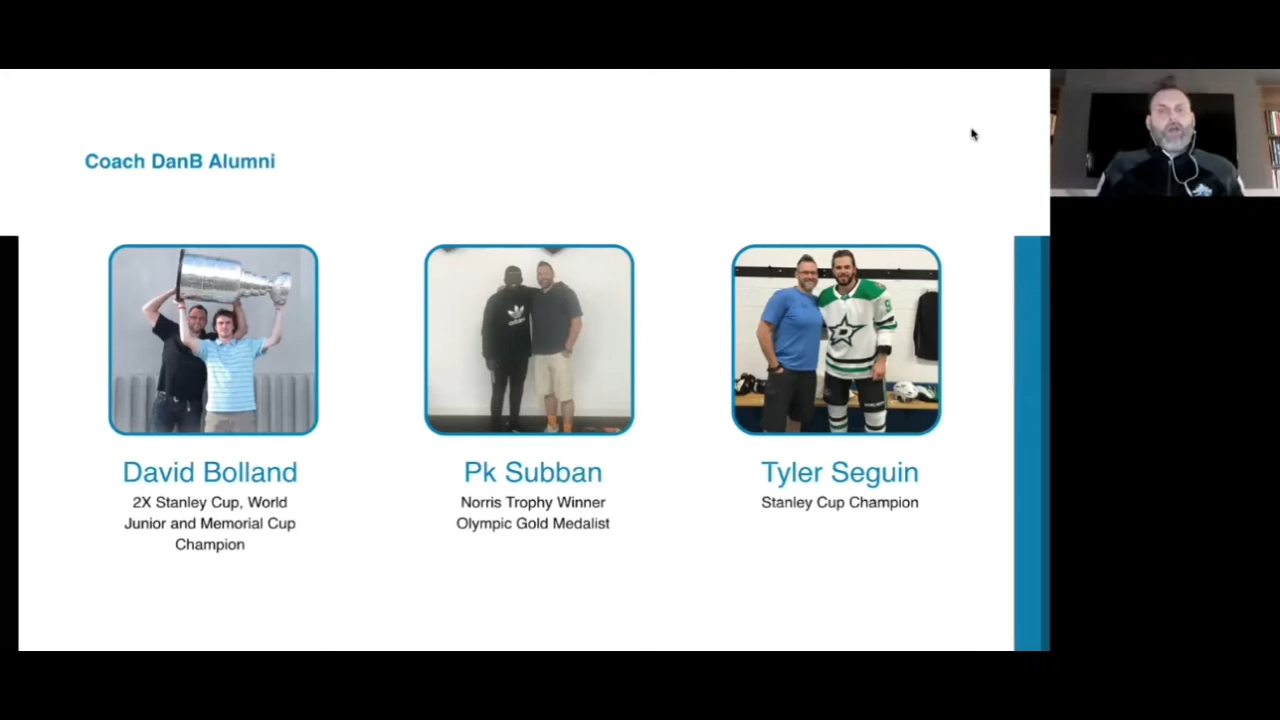 Coach DanB Alumni
David Bolland
2X Stanley Cup, World
Junior and Memorial Cup
Champion
Pk Subban
Norris Trophy Winner
Olympic Gold Medalist
Tyler Seguin
Stanley Cup Champion